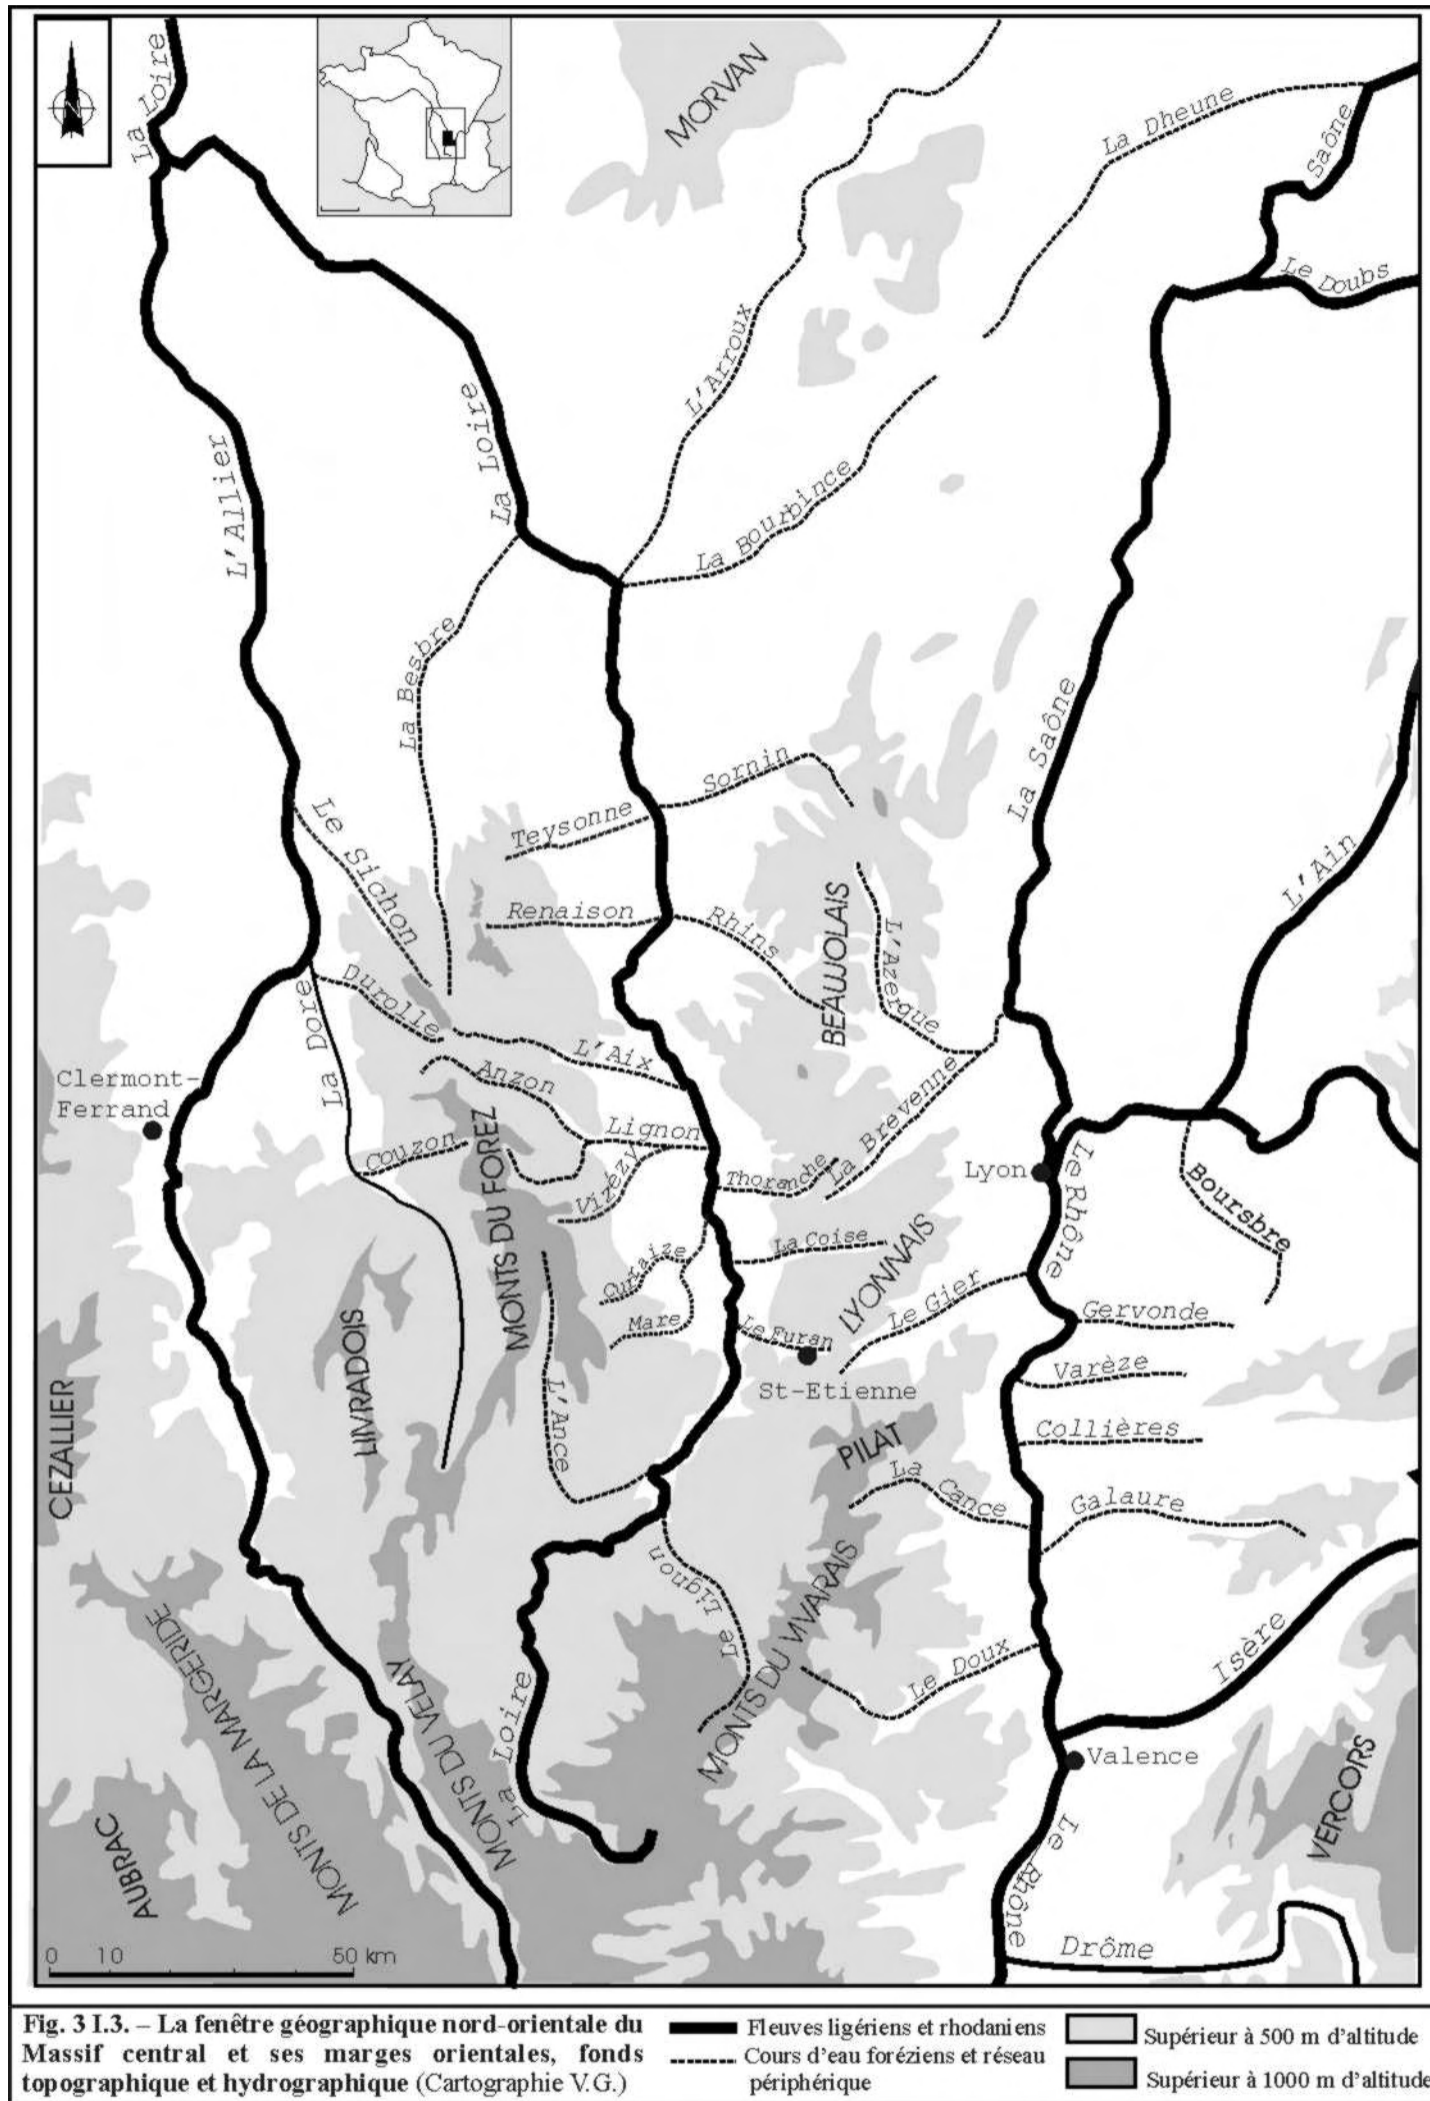 N
La Loire
MORVAN
La Dheune
Saône
Le Doubs
L'Arroux
La Loire
L'Allier
La Bourbince
La Besbre
La Saône
Sornin
Teysonne
Le Sichon
L'Ain
Renaison
Rhins
BEAUJOLAIS
L'Azergue
Durolle
La Dore
L'Aix
Anzon
Clermont-
Ferrand
MONTS DU FOREZ
Lignon
Couzon
Vizézy
La Brevenne
Thoranche
Lyon
Le Rhône
Boursbre
La Coise
LYONNAIS
Curtaize
Mare
Le Gier
Gervonde
Le Furan
St-Etienne
Varèze
LIVRADOIS
L'Ance
CEZALLIER
PILAT
Collières
La Cance
Galaure
Le Lignon
MONTS DU VIVARAIS
Isère
Le Doux
MONTS DE LA MARGERIDE
MONTS DU VELAY
MONTS
La Loire
Valence
VERCORS
AUBRAC
Le Rhône
Drôme
0 10 50 km
Fig. 3 I.3. – La fenêtre géographique nord-orientale du
Massif central et ses marges orientales, fonds
topographique et hydrographique (Cartographie V.G.)
Fleuves ligériens et rhodaniens
Cours d'eau foréziens et réseau
périphérique
Supérieur à 500 m d'altitude
Supérieur à 1000 m d'altitude